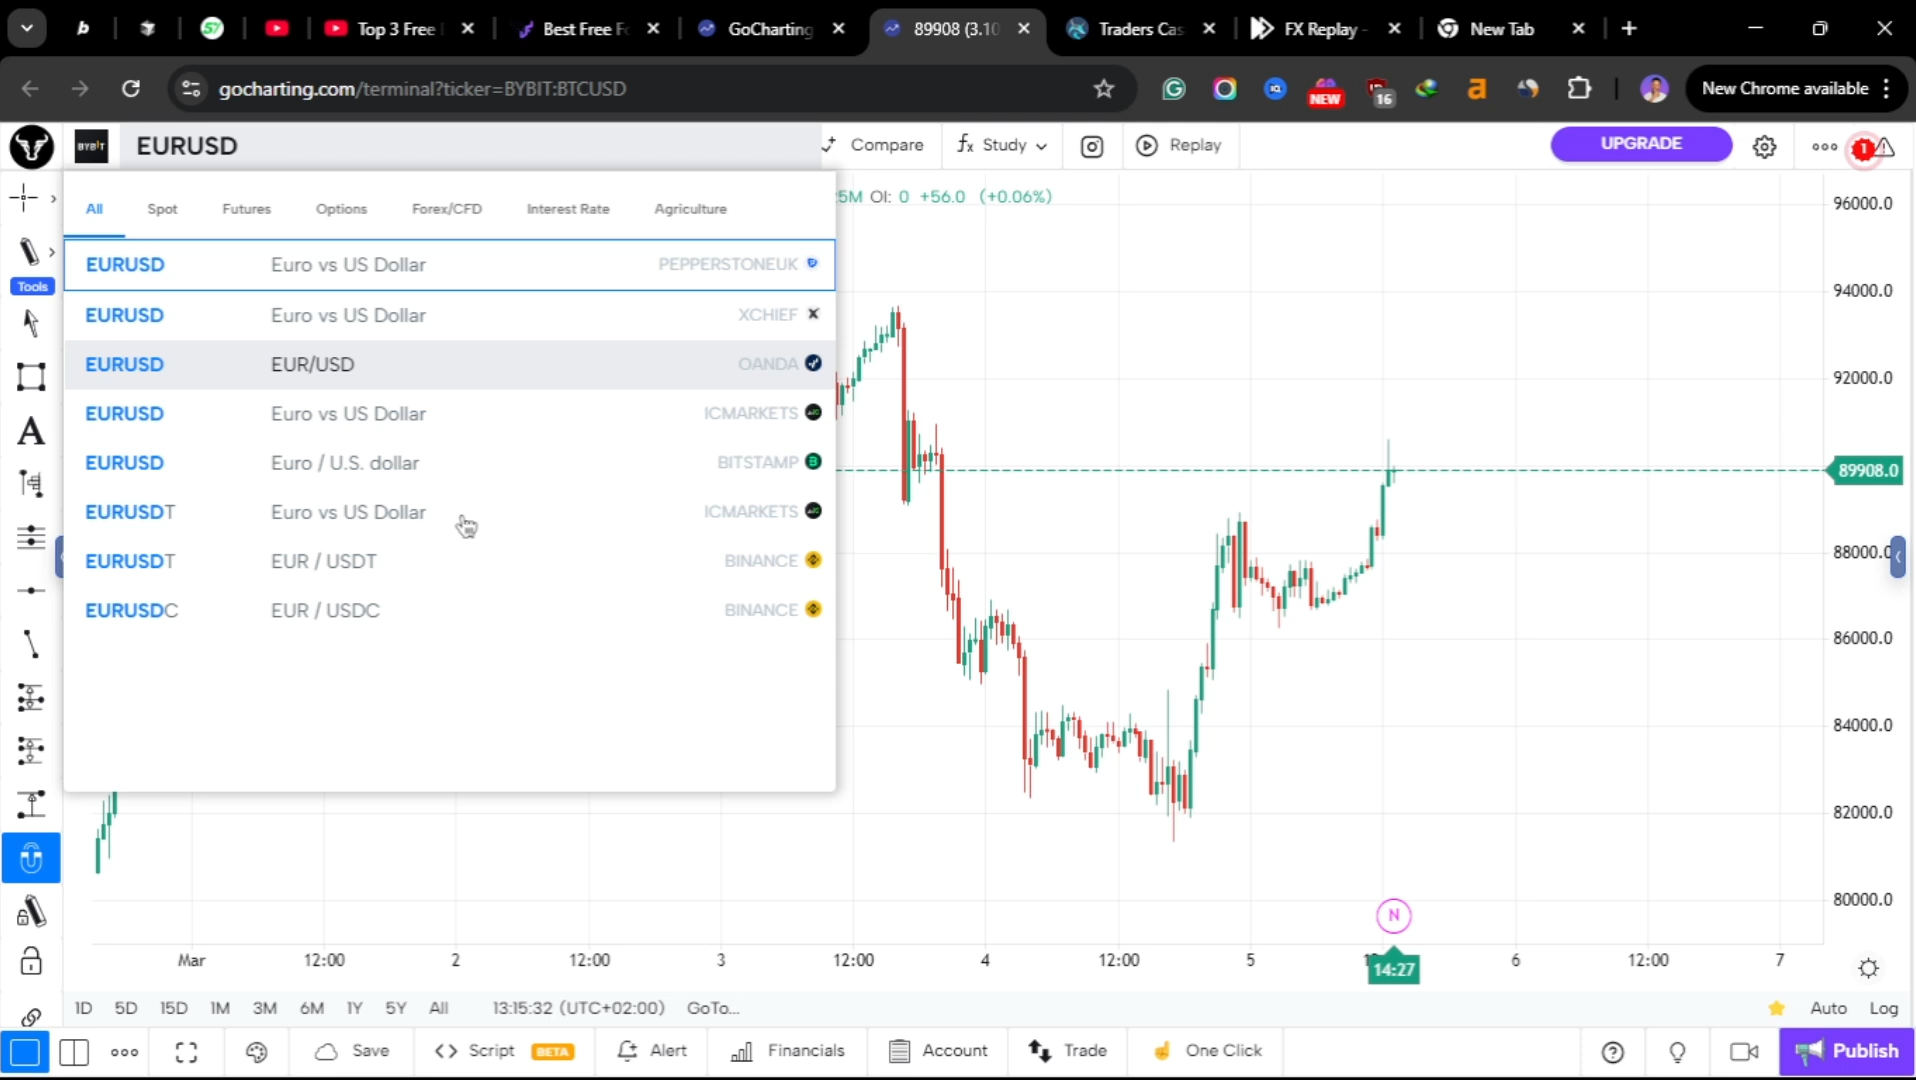 b
57
Top 3 Free
Best Free Fo
GoCharting
89908 (3.10
Traders Cas
FX Replay -
New Tab
gocharting.com/terminal?ticker=BYBIT:BTCUSD
NEW
16
New Chrome available
BYBIT
EURUSD
Compare
fx Study
Replay
UPGRADE
1
All
Spot
Futures
Options
Forex/CFD
Interest Rate
Agriculture
5M OI: 0 +56.0 (+0.06%)
Tools
EURUSD Euro vs US Dollar PEPPERSTONEUK
EURUSD Euro vs US Dollar XCHIEF
EURUSD EUR/USD OANDA
EURUSD Euro vs US Dollar ICMARKETS
EURUSD Euro / U.S. dollar BITSTAMP
EURUSDT Euro vs US Dollar ICMARKETS
EURUSDT EUR / USDT BINANCE
EURUSDC EUR / USDC BINANCE
A
96000.0
94000.0
92000.0
89908.0
88000.0
86000.0
84000.0
82000.0
80000.0
N
Mar 12:00 2 12:00 3 12:00 4 12:00 5 14:27 6 12:00 7
1D 5D 15D 1M 3M 6M 1Y 5Y All 13:15:32 (UTC+02:00) GoTo...
Auto Log
Save
Script BETA
Alert
Financials
Account
Trade
One Click
Publish